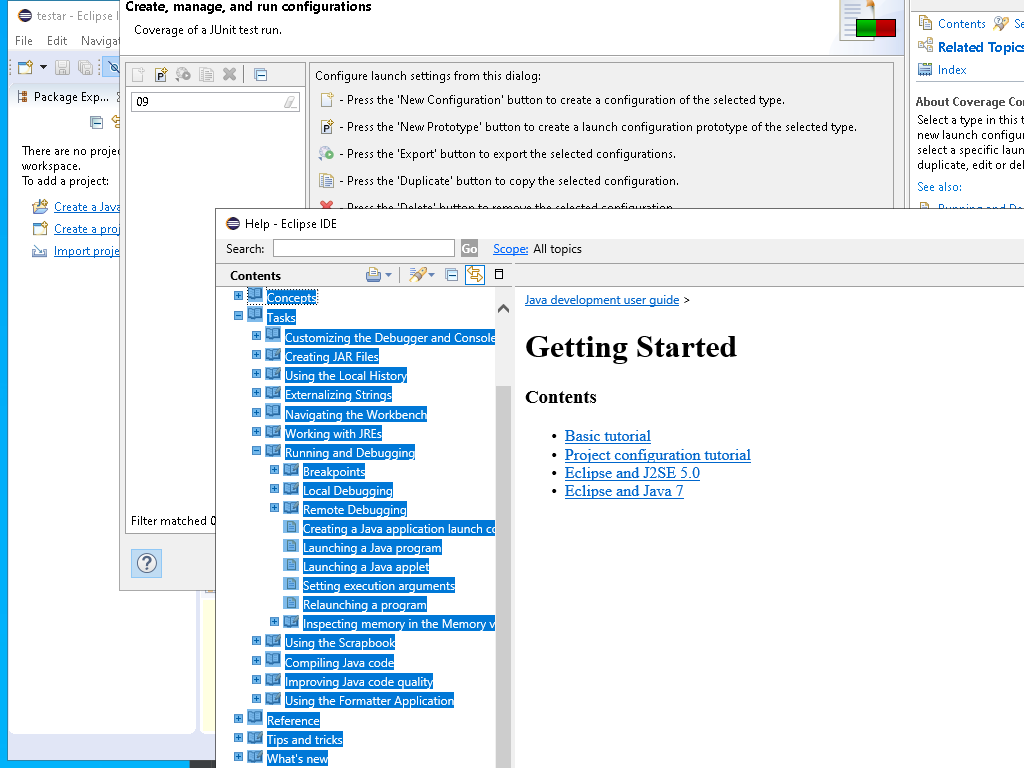 testar - Eclipse
File Edit
Package Exp...
There are no
workspace.
To add a project:
Create a Java
Create a
Import
Create, manage, and run configurations
Coverage of a JUnit test run.
09
Filter matched
Configure launch settings from this dialog:
- Press the 'New Configuration' button to create a configuration of the selected type.
- Press the 'New Prototype' button to create a launch configuration prototype of the selected type.
- Press the 'Export' button to export the selected configurations.
- Press the 'Duplicate' button to copy the selected configuration.
- Press the 'Delete' button to remove the selected configuration.
Contents
Related Topics
Index
About Coverage
Select a type in this
new launch
select a specific
duplicate, edit or
See also:
Running and
Help - Eclipse IDE
Search: Go Scope: All topics
Contents
Concepts
Tasks
Customizing the Debugger and Console
Creating JAR Files
Using the Local History
Externalizing Strings
Navigating the Workbench
Working with JREs
Running and Debugging
Breakpoints
Local Debugging
Remote Debugging
Creating a Java application launch
Launching a Java program
Launching a Java applet
Setting execution arguments
Relaunching a program
Inspecting memory in the Memory
Using the Scrapbook
Compiling Java code
Improving Java code quality
Using the Formatter Application
Reference
Tips and tricks
What's new
Java development user guide >
Getting Started
Contents
• Basic tutorial
• Project configuration tutorial
• Eclipse and J2SE 5.0
• Eclipse and Java 7